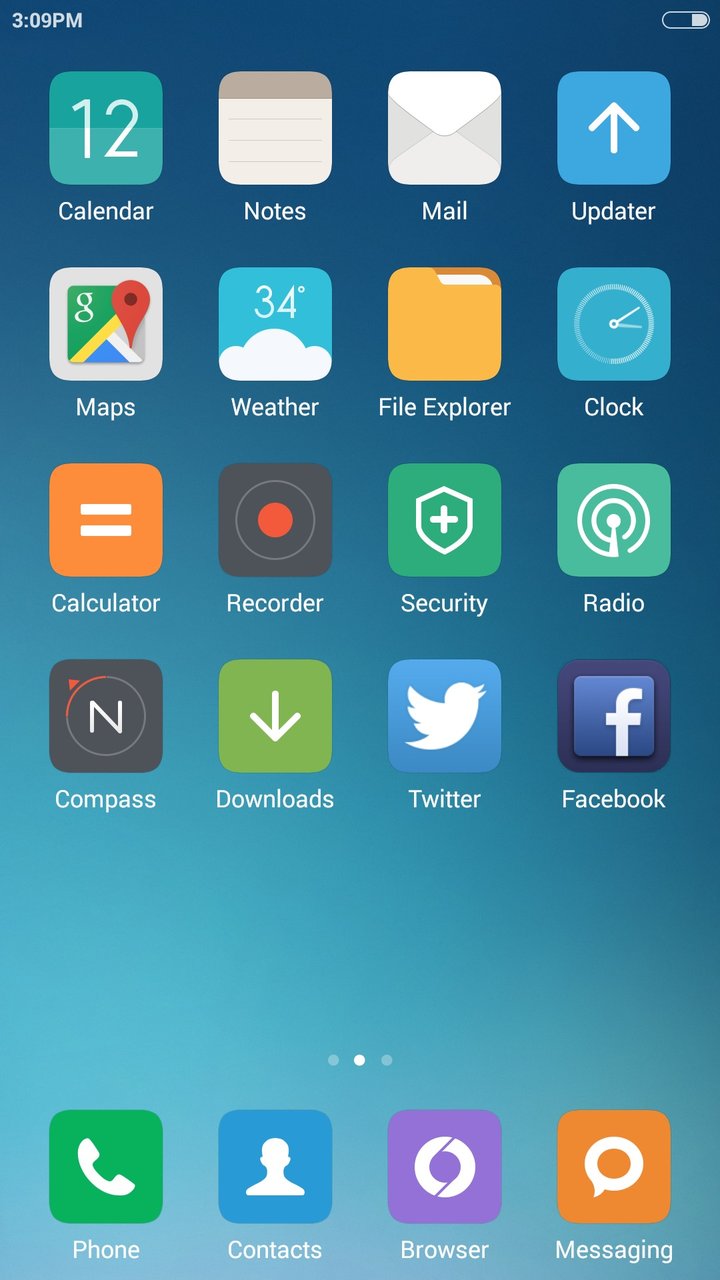 3:09PM
12
Calendar
Notes
Mail
Updater
g
34°
Maps
Weather
File Explorer
Clock
Calculator
Recorder
Security
Radio
N
f
Compass
Downloads
Twitter
Facebook
Phone
Contacts
Browser
Messaging